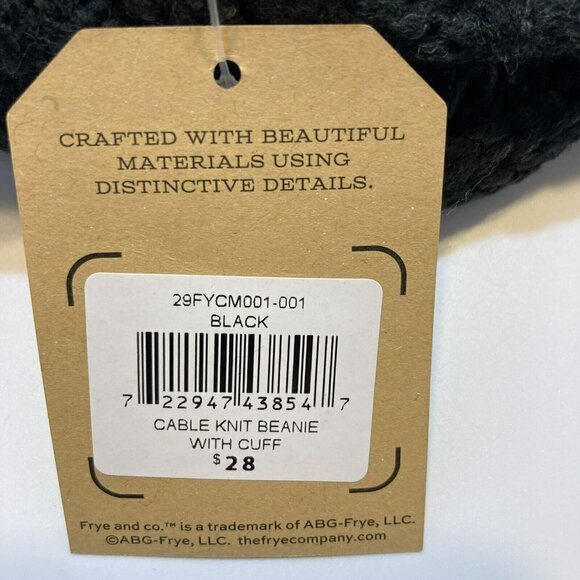 CRAFTED WITH BEAUTIFUL
MATERIALS USING
DISTINCTIVE DETAILS.
29FYCM001-001
BLACK
7 22947 43854 7
CABLE KNIT BEANIE
WITH CUFF
$28
Frye and co.™ is a trademark of ABG-Frye, LLC.
©ABG-Frye, LLC. thefryecompany.com